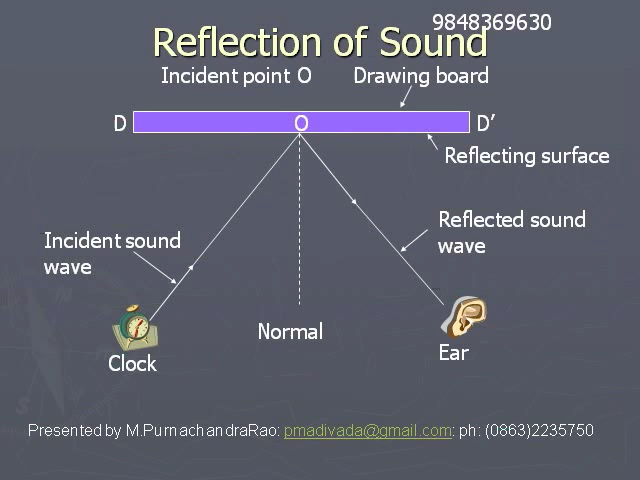 9848369630
Reflection of Sound
Incident point O
Drawing board
D
O
D’
Reflecting surface
Incident sound
wave
Reflected sound
wave
Normal
Clock
Ear
Presented by M.PurnachandraRao: pmadivada@gmail.com: ph: (0863)2235750